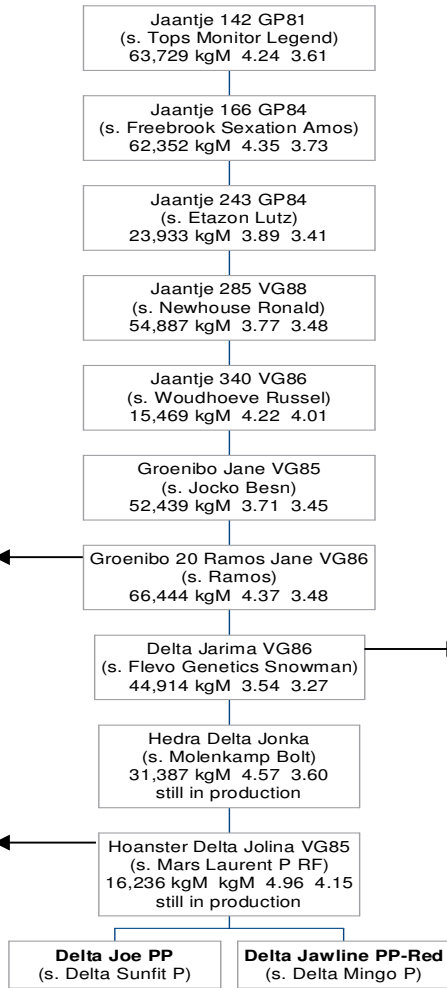 Jaantje 142 GP81
(s. Tops Monitor Legend)
63,729 kgM 4.24 3.61
Jaantje 166 GP84
(s. Freebrook Sexation Amos)
62,352 kgM 4.35 3.73
Jaantje 243 GP84
(s. Etazon Lutz)
23,933 kgM 3.89 3.41
Jaantje 285 VG88
(s. Newhouse Ronald)
54,887 kgM 3.77 3.48
Jaantje 340 VG86
(s. Woudhoeve Russel)
15,469 kgM 4.22 4.01
Groenibo Jane VG85
(s. Jocko Besn)
52,439 kgM 3.71 3.45
Groenibo 20 Ramos Jane VG86
(s. Ramos)
66,444 kgM 4.37 3.48
Delta Jarima VG86
(s. Flevo Genetics Snowman)
44,914 kgM 3.54 3.27
Hedra Delta Jonka
(s. Molenkamp Bolt)
31,387 kgM 4.57 3.60
still in production
Hoanster Delta Jolina VG85
(s. Mars Laurent P RF)
16,236 kgM kgM 4.96 4.15
still in production
Delta Joe PP
(s. Delta Sunfit P)
Delta Jawline PP-Red
(s. Delta Mingo P)